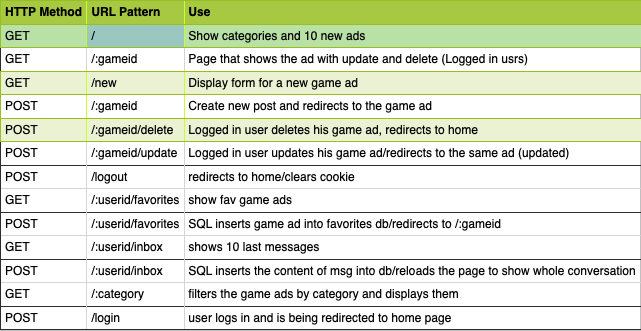 HTTP Method URL Pattern Use
GET / Show categories and 10 new ads
GET /:gameid Page that shows the ad with update and delete (Logged in usrs)
GET /new Display form for a new game ad
POST /:gameid Create new post and redirects to the game ad
POST /:gameid/delete Logged in user deletes his game ad, redirects to home
POST /:gameid/update Logged in user updates his game ad/redirects to the same ad (updated)
POST /logout redirects to home/clears cookie
GET /:userid/favorites show fav game ads
POST /:userid/favorites SQL inserts game ad into favorites db/redirects to /:gameid
GET /:userid/inbox shows 10 last messages
POST /:userid/inbox SQL inserts the content of msg into db/reloads the page to show whole conversation
GET /:category filters the game ads by category and displays them
POST /login user logs in and is being redirected to home page